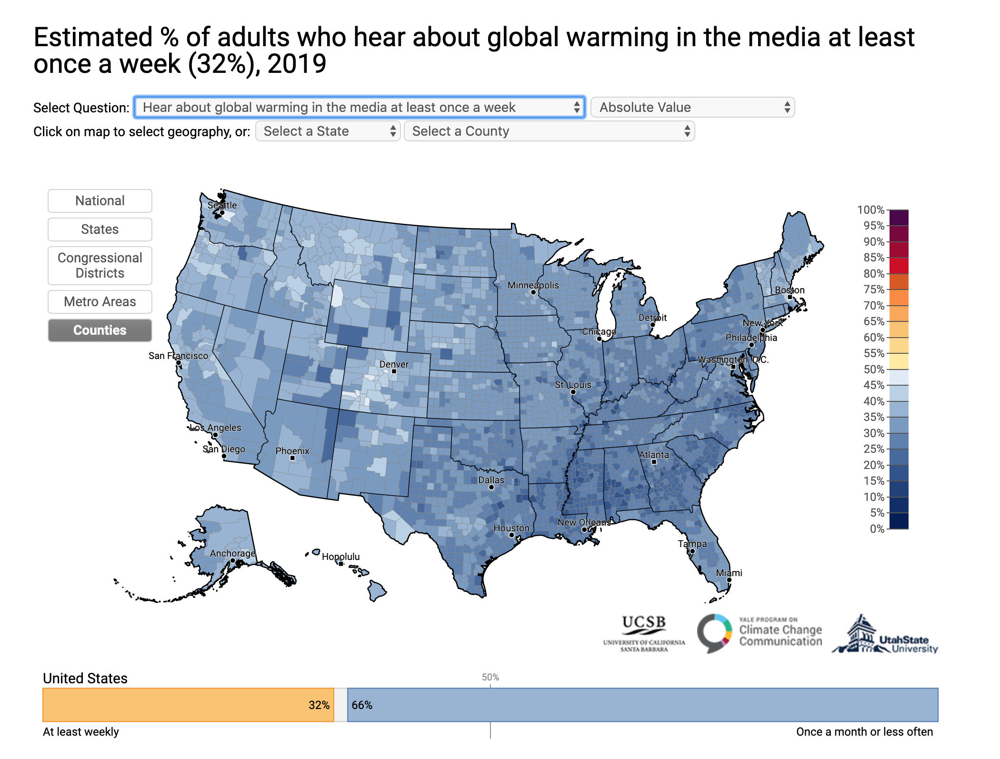 Estimated % of adults who hear about global warming in the media at least
once a week (32%), 2019
Select Question: Hear about global warming in the media at least once a week Absolute Value
Click on map to select geography, or: Select a State Select a County
National
States
Congressional
Districts
Metro Areas
Counties
Seattle
Minneapolis
Boston
Detroit
New York
Chicago
Philadelphia
San Francisco
Denver
Washington, D.C.
St. Louis
Los Angeles
San Diego
Phoenix
Atlanta
Dallas
New Orleans
Houston
Tampa
Anchorage
Honolulu
Miami
100%
95%
90%
85%
80%
75%
70%
65%
60%
55%
50%
45%
40%
35%
30%
25%
20%
15%
10%
5%
0%
UCSB
UNIVERSITY OF CALIFORNIA
SANTA BARBARA
YALE PROGRAM ON
Climate Change
Communication
UtahState
University
United States
50%
32% 66%
At least weekly Once a month or less often